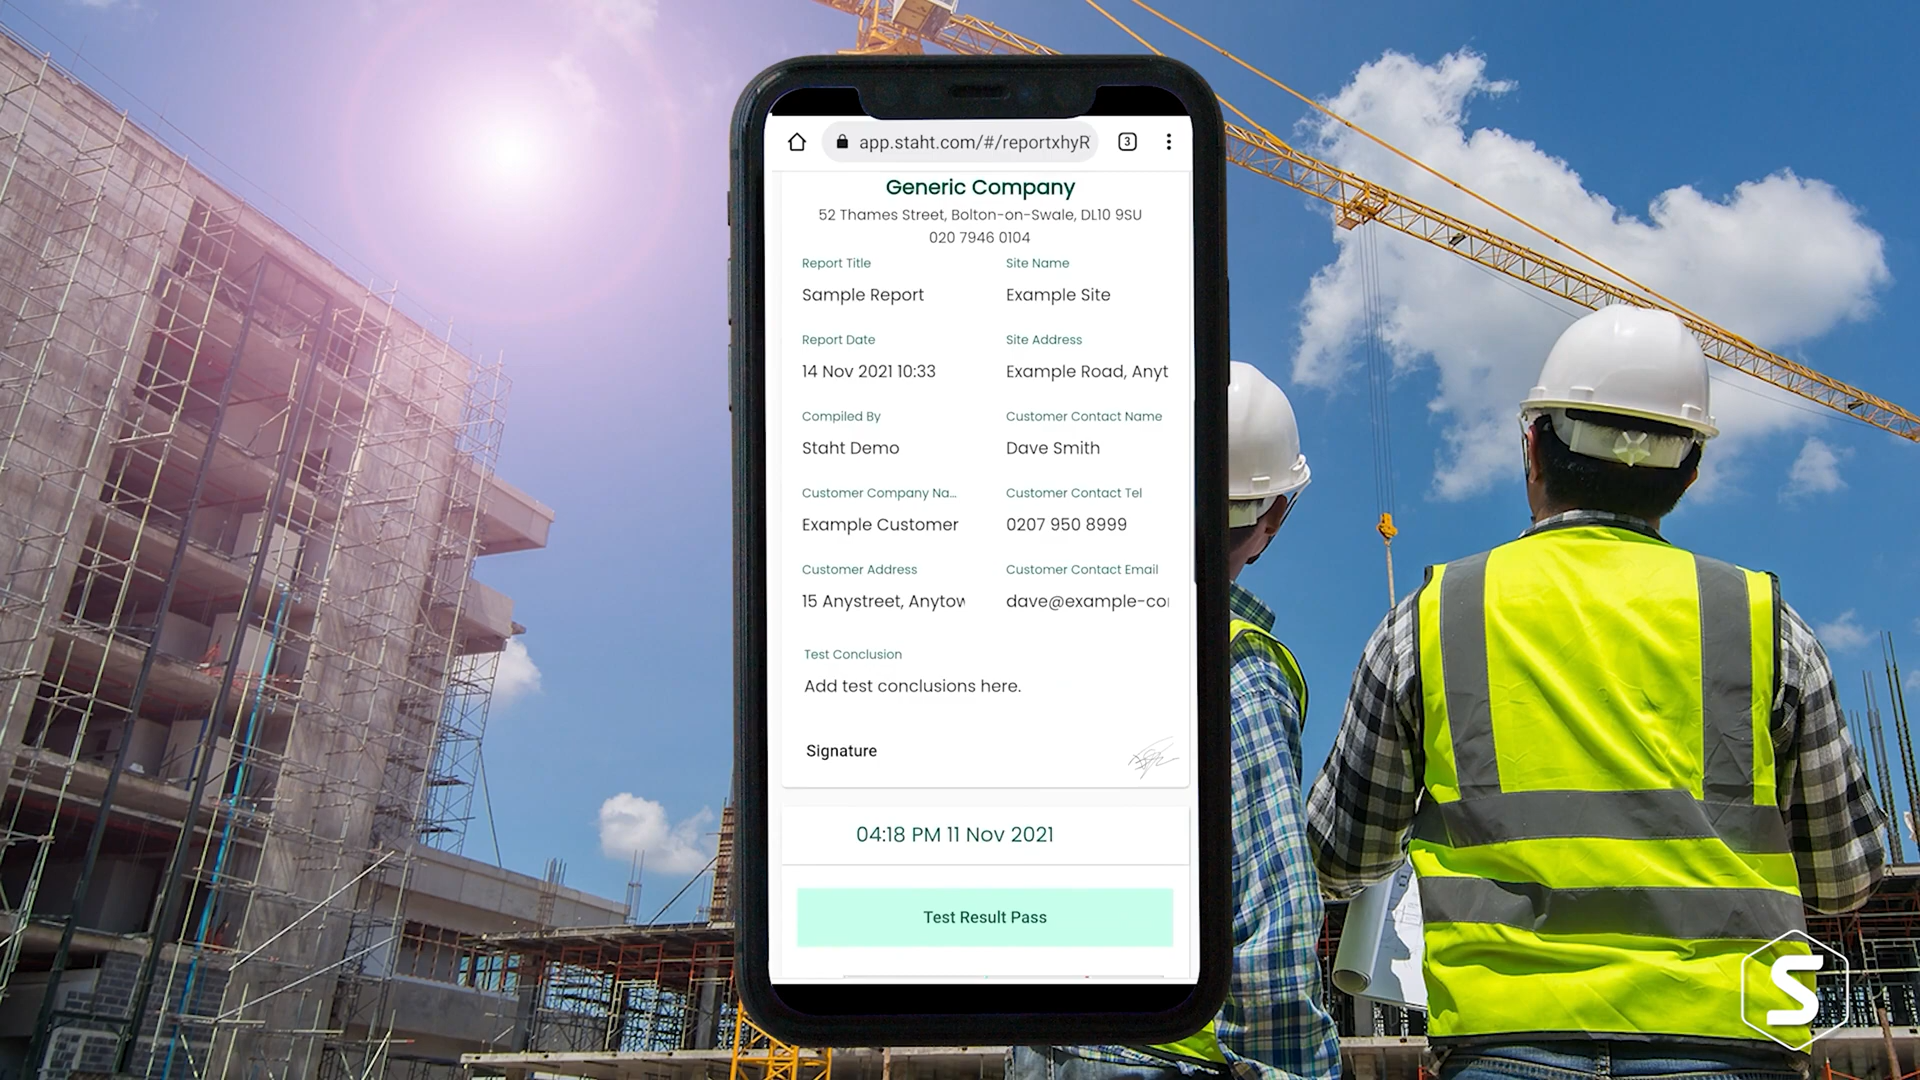 app.staht.com/#/reportxhyR
3
Generic Company
52 Thames Street, Bolton-on-Swale, DL10 9SU
020 7946 0104
Report Title
Site Name
Sample Report
Example Site
Report Date
Site Address
14 Nov 2021 10:33
Example Road, Anyt
Compiled By
Customer Contact Name
Staht Demo
Dave Smith
Customer Company Na...
Customer Contact Tel
Example Customer
0207 950 8999
Customer Address
Customer Contact Email
15 Anystreet, Anytow
dave@example-co
Test Conclusion
Add test conclusions here.
Signature
04:18 PM 11 Nov 2021
Test Result Pass
S